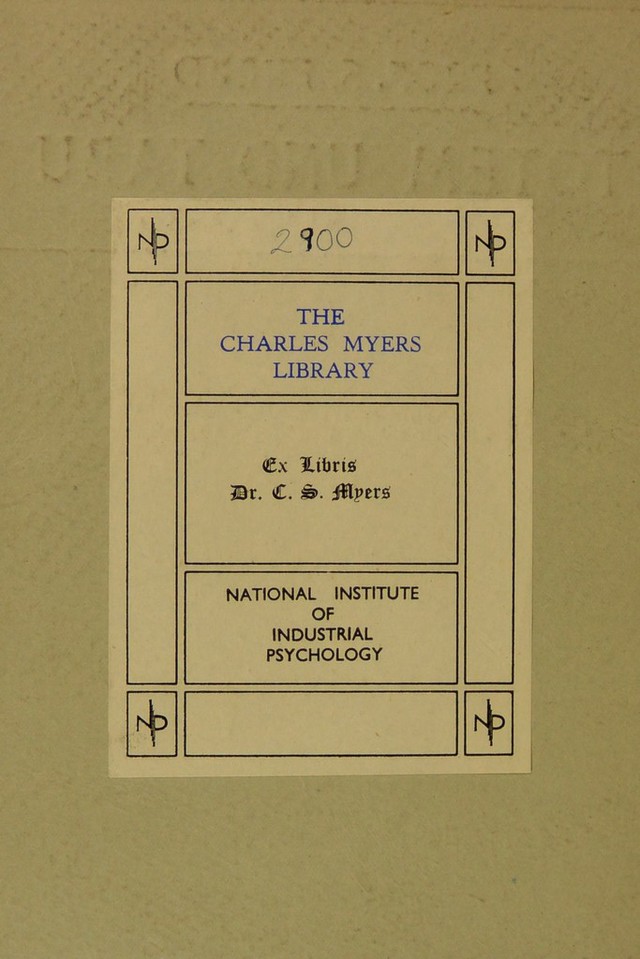 2900
THE
CHARLES MYERS
LIBRARY
Ex Libris
Dr. C. S. Myers
NATIONAL INSTITUTE
OF
INDUSTRIAL
PSYCHOLOGY